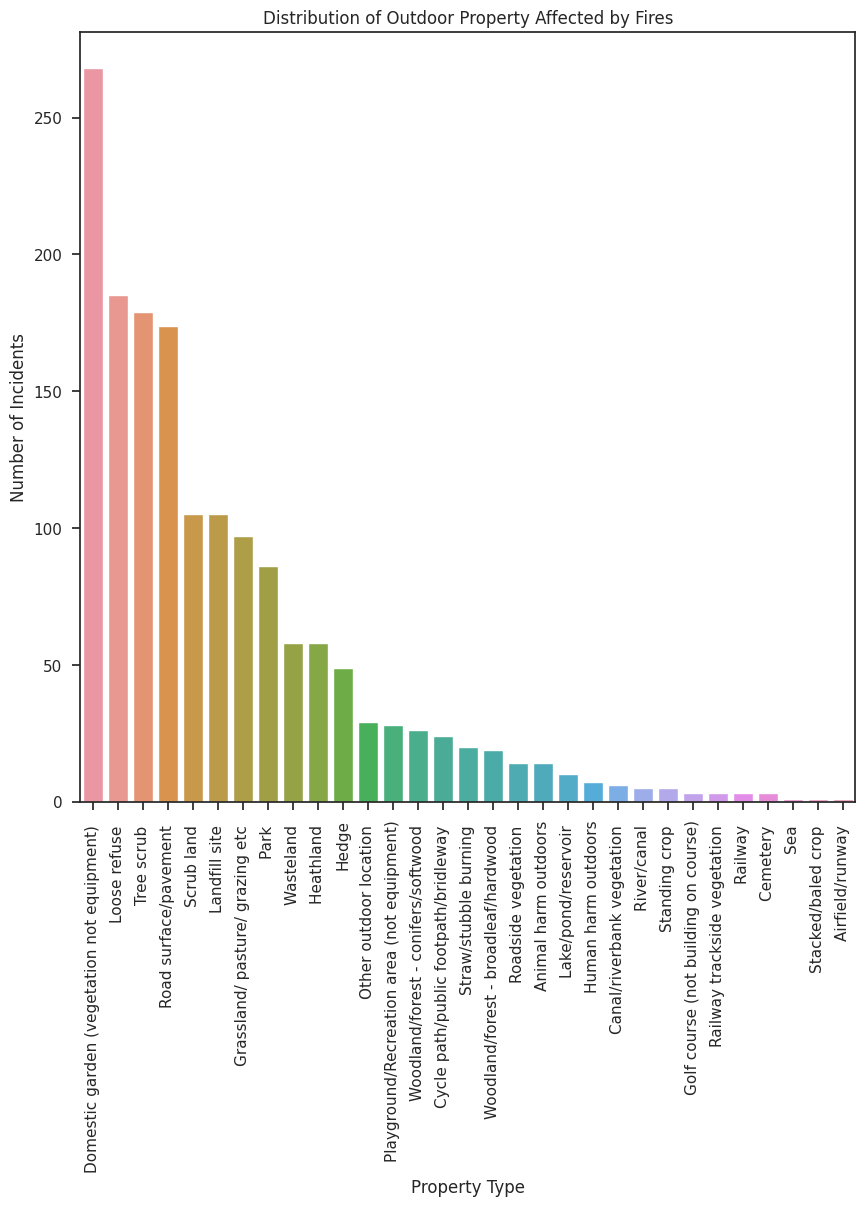 Distribution of Outdoor Property Affected by Fires
Number of Incidents
250
200
150
100
50
0
Domestic garden (vegetation not equipment)
Loose refuse
Tree scrub
Road surface/pavement
Scrub land
Landfill site
Grassland/ pasture/ grazing etc
Park
Wasteland
Heathland
Hedge
Other outdoor location
Playground/Recreation area (not equipment)
Woodland/forest - conifers/softwood
Cycle path/public footpath/bridleway
Straw/stubble burning
Woodland/forest - broadleaf/hardwood
Roadside vegetation
Animal harm outdoors
Lake/pond/reservoir
Human harm outdoors
Canal/riverbank vegetation
River/canal
Standing crop
Golf course (not building on course)
Railway trackside vegetation
Railway
Cemetery
Sea
Stacked/baled crop
Airfield/runway
Property Type